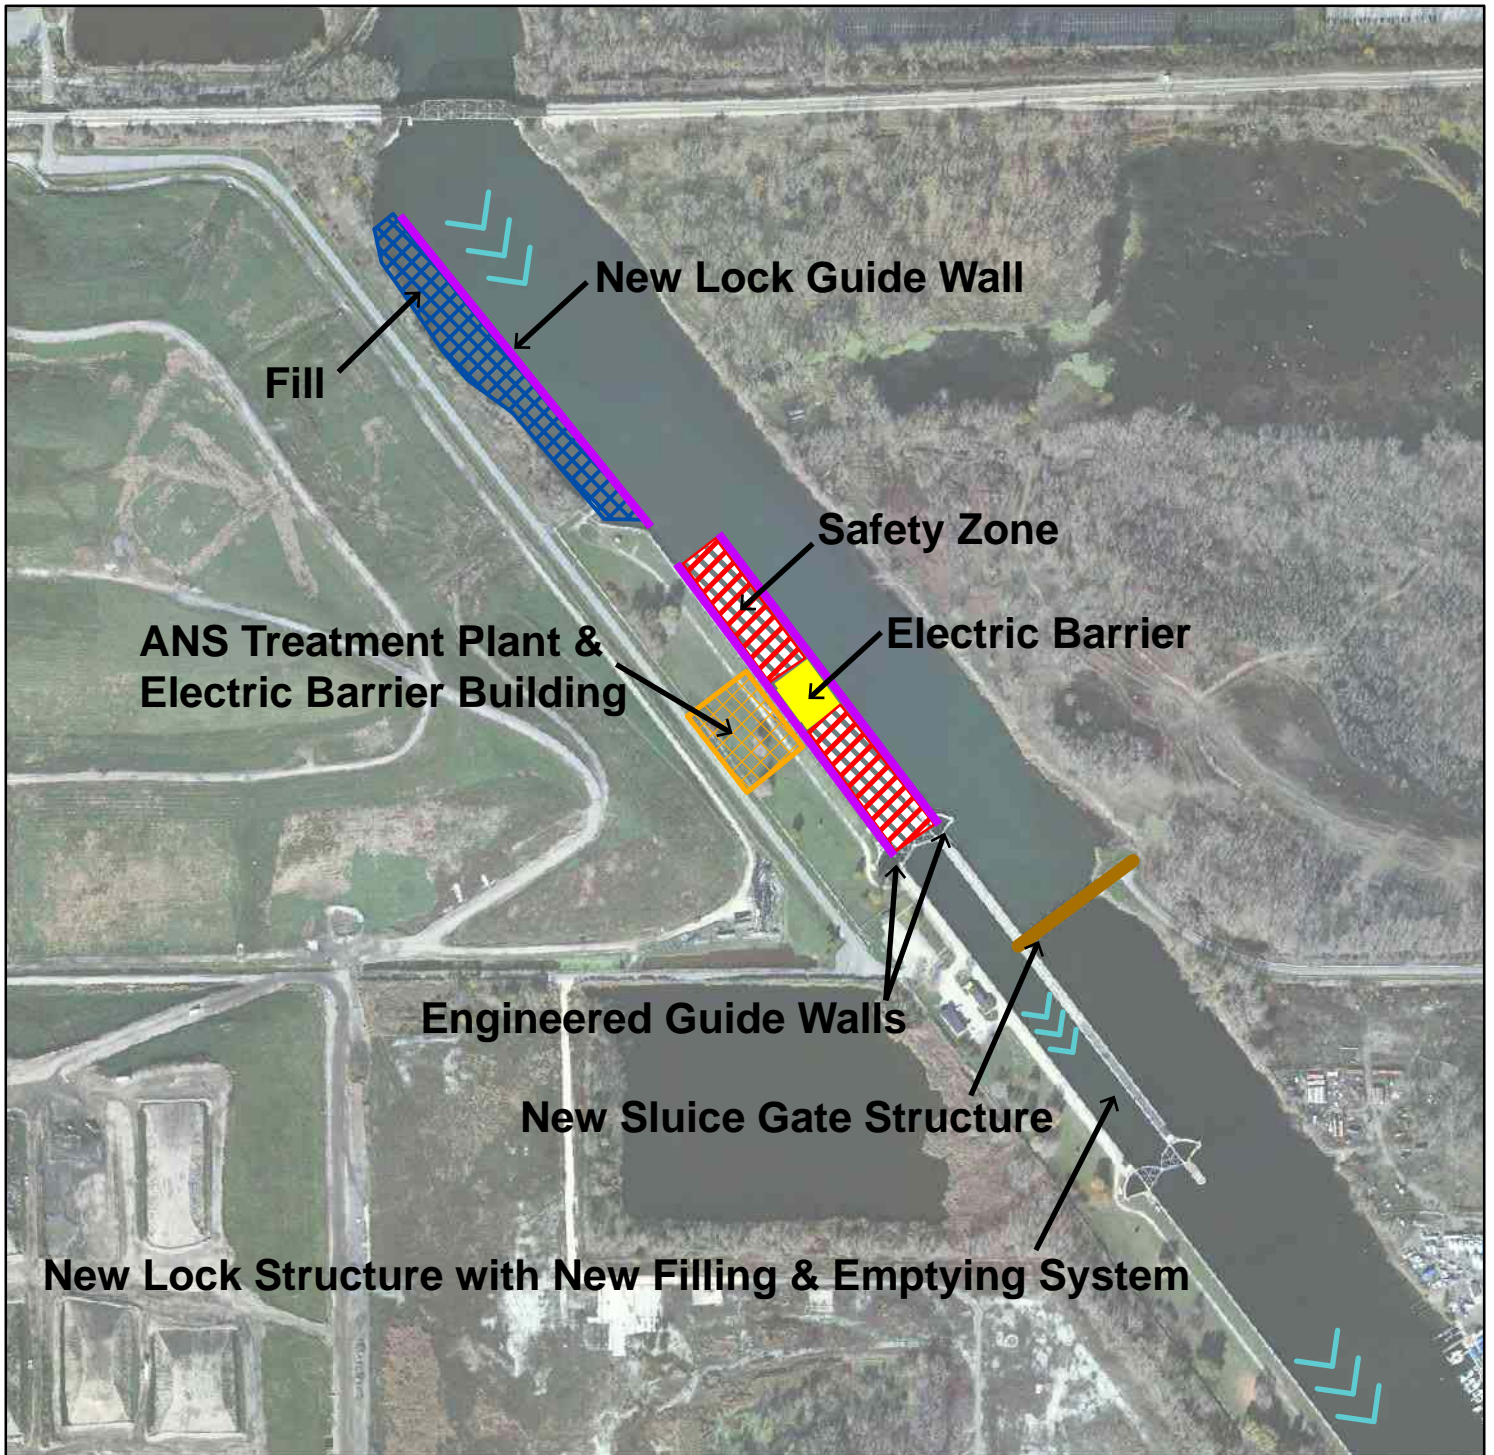 New Lock Guide Wall
Fill
Safety Zone
Electric Barrier
ANS Treatment Plant &
Electric Barrier Building
Engineered Guide Walls
New Sluice Gate Structure
New Lock Structure with New Filling & Emptying System